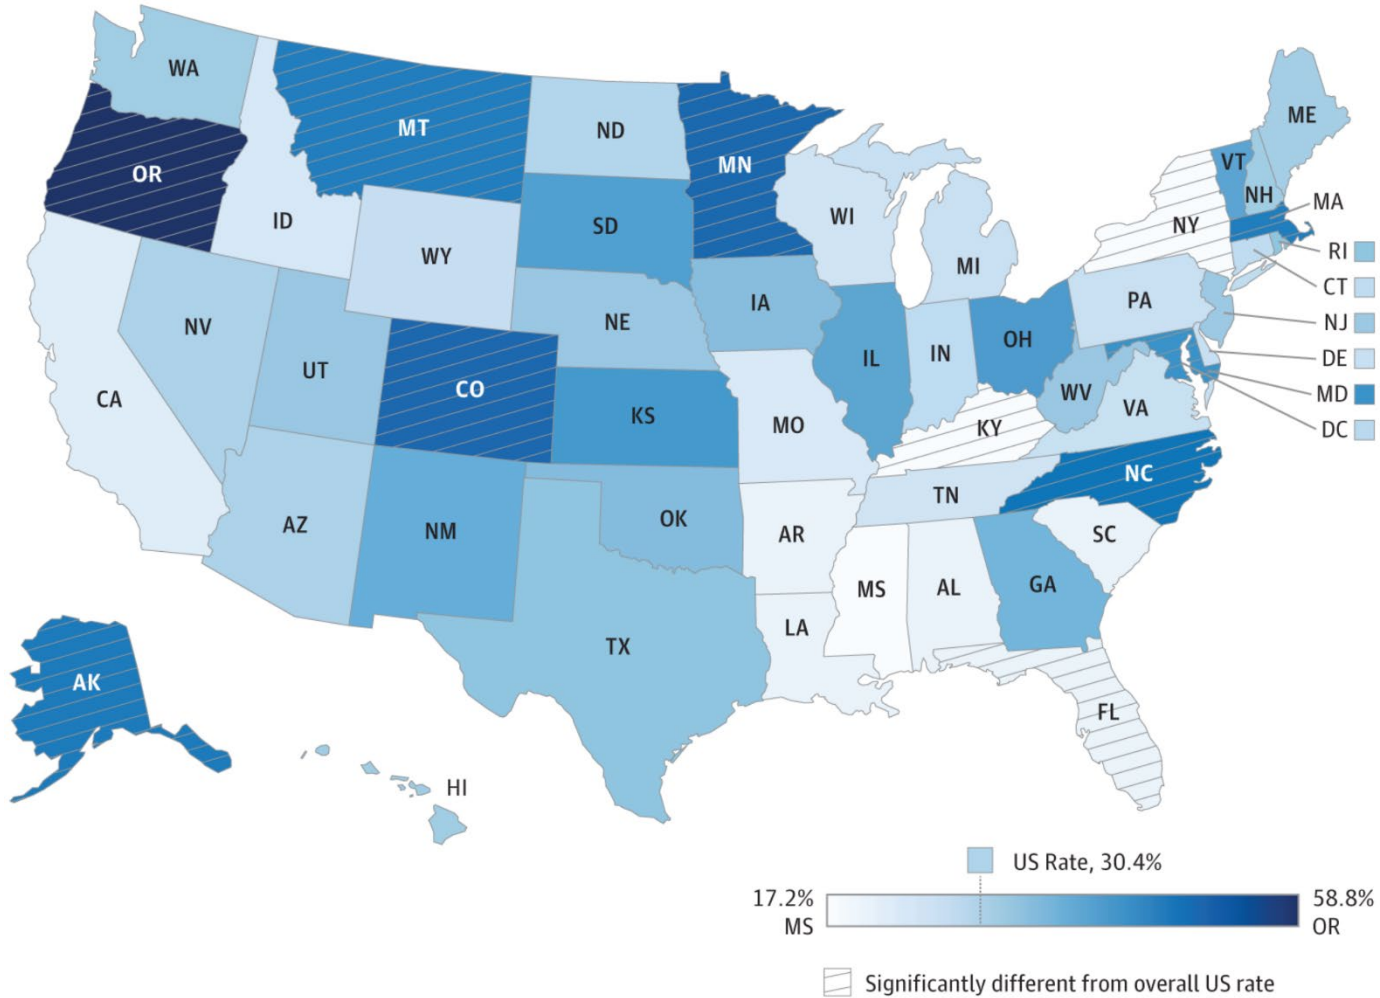 WA
MT
ND
MN
ME
OR
VT
NH
MA
ID
SD
WI
NY
WY
MI
RI
CT
IA
PA
NJ
NV
NE
OH
DE
UT
IL
IN
MD
CA
CO
WV
VA
DC
KS
MO
KY
NC
TN
AZ
NM
OK
AR
SC
MS
AL
GA
TX
LA
AK
FL
HI
US Rate, 30.4%
17.2%
MS
58.8%
OR
Significantly different from overall US rate